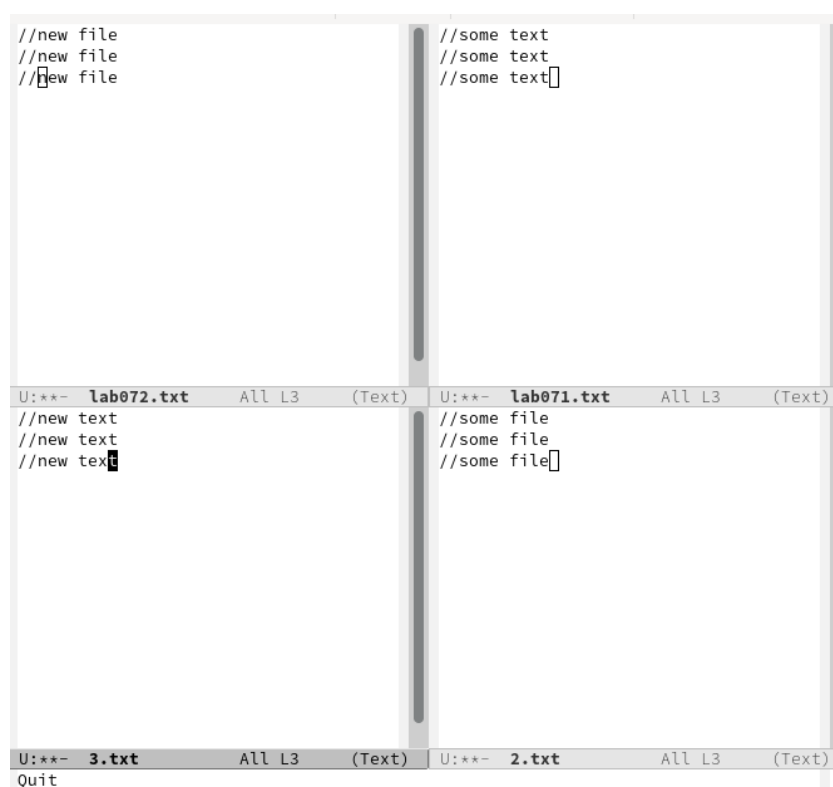 //new file
//new file
//new file
U:**-  lab072.txt     All L3     (Text)
//some text
//some text
//some text
U:**-  lab071.txt     All L3     (Text)
//new text
//new text
//new text
U:**-  3.txt          All L3     (Text)
//some file
//some file
//some file
U:**-  2.txt          All L3     (Text)
Quit